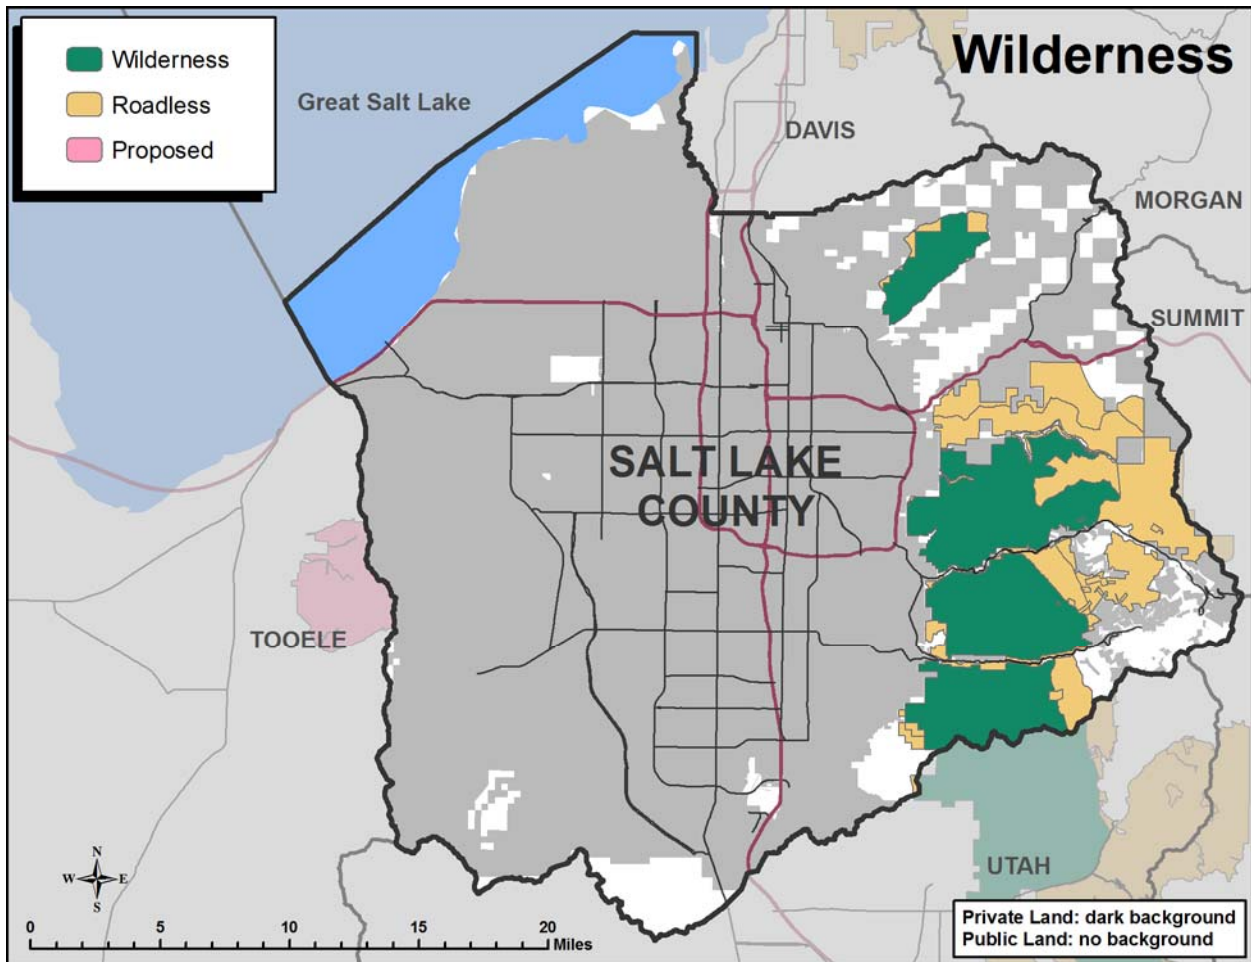 Wilderness
Wilderness
Roadless
Proposed
Great Salt Lake
DAVIS
MORGAN
SUMMIT
SALT LAKE
COUNTY
TOOELE
UTAH
N
W E
S
0 5 10 15 20
Miles
Private Land: dark background
Public Land: no background